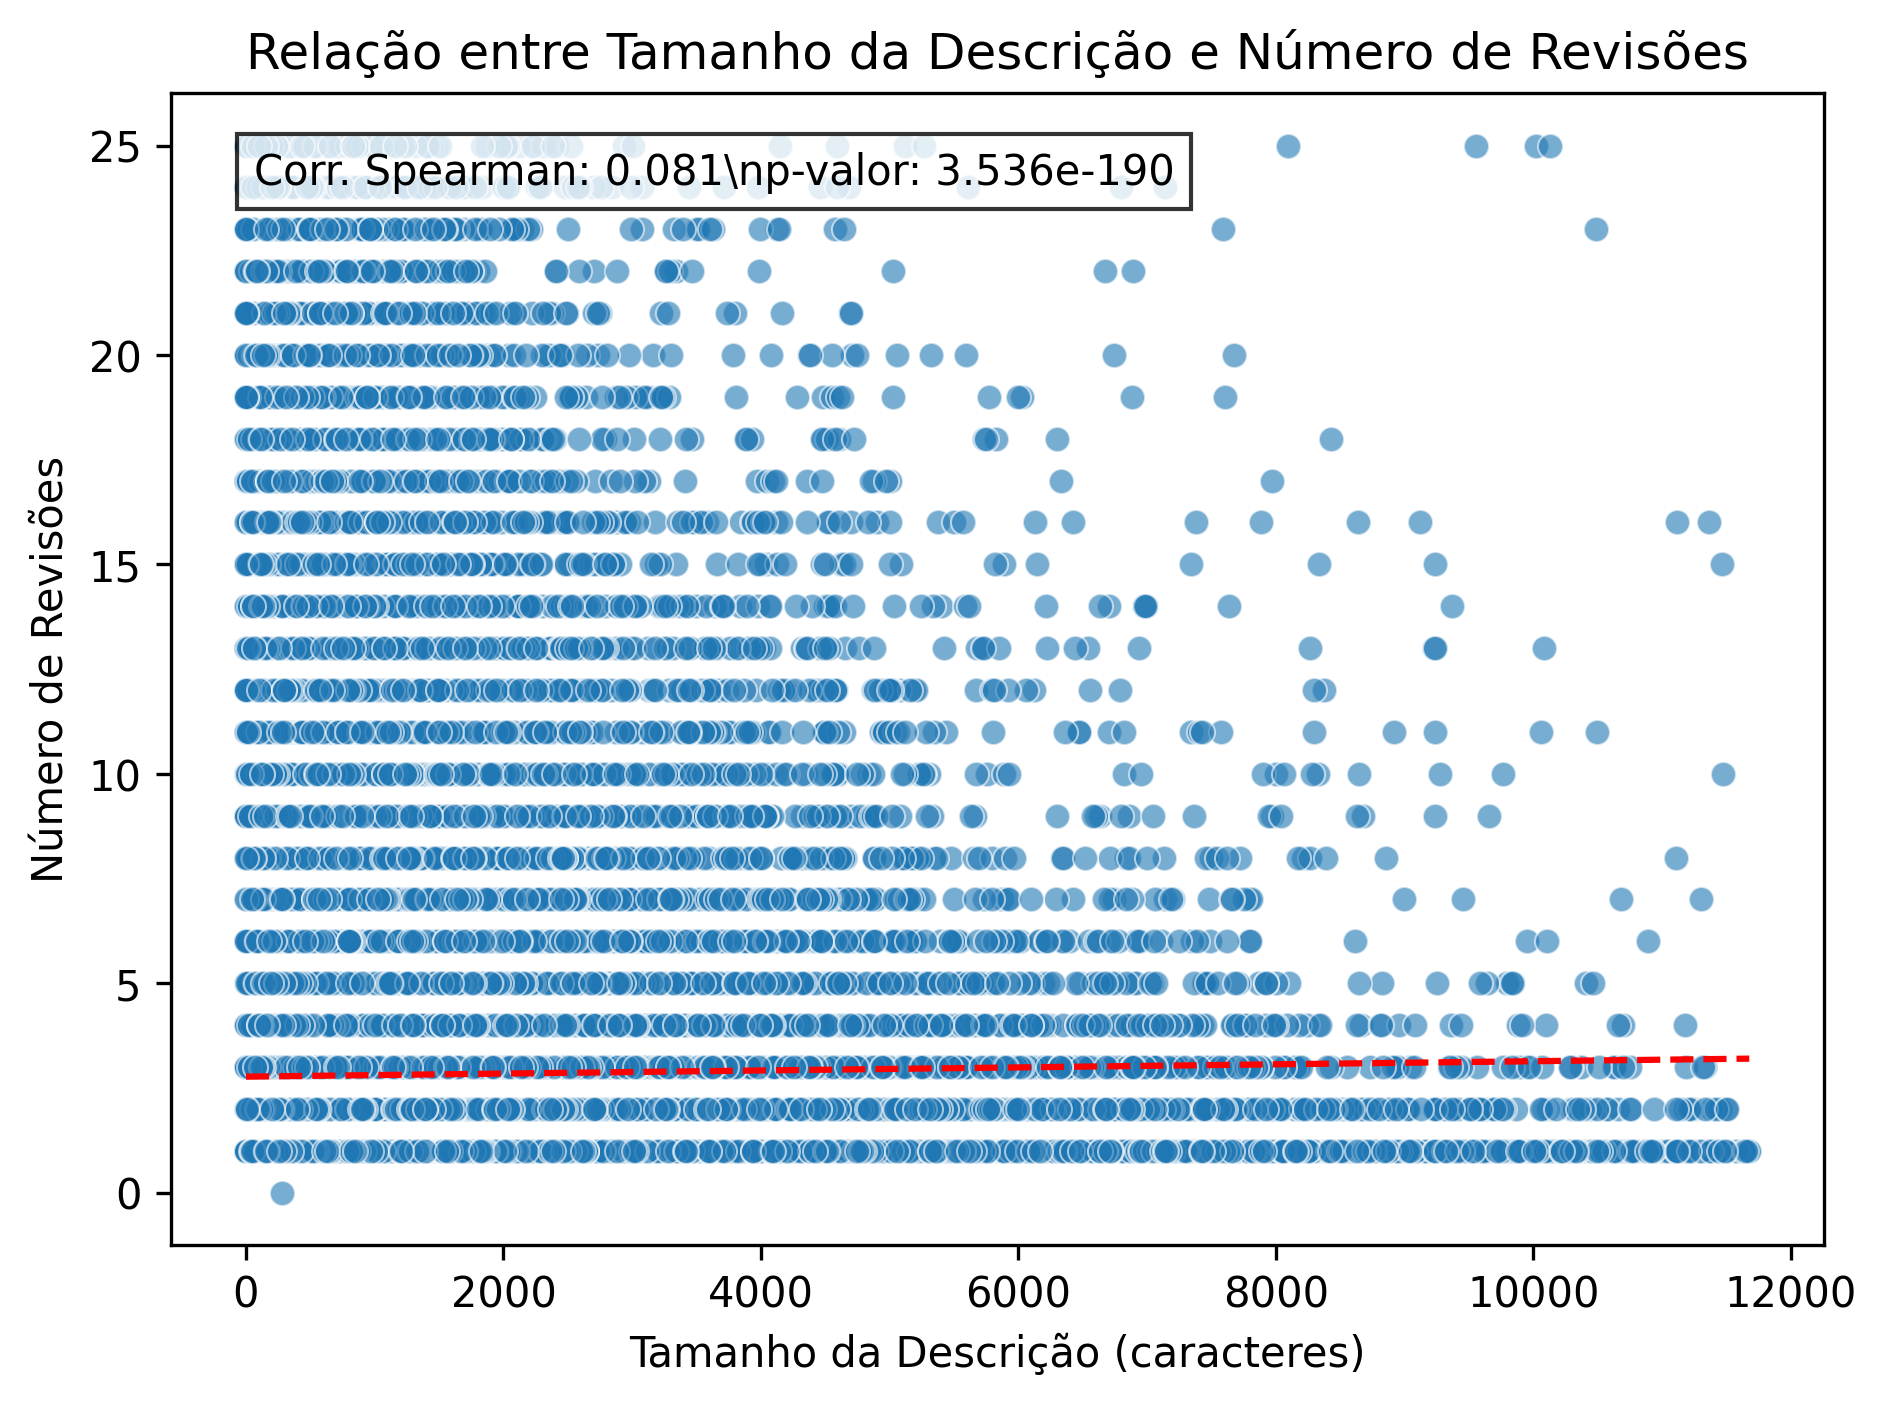 Relação entre Tamanho da Descrição e Número de Revisões
Corr. Spearman: 0.081\np-valor: 3.536e-190
25
20
15
10
5
0
Número de Revisões
0 2000 4000 6000 8000 10000 12000
Tamanho da Descrição (caracteres)